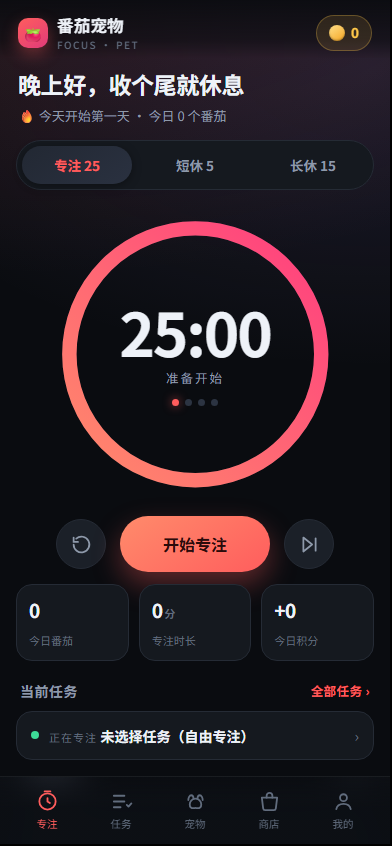 番茄宠物
FOCUS · PET
0
晚上好，收个尾就休息
今天开始第一天 · 今日 0 个番茄
专注 25 短休 5 长休 15
25:00
准备开始
开始专注
0 0分 +0
今日番茄 专注时长 今日积分
当前任务 全部任务 ›
正在专注 未选择任务（自由专注） ›
专注 任务 宠物 商店 我的